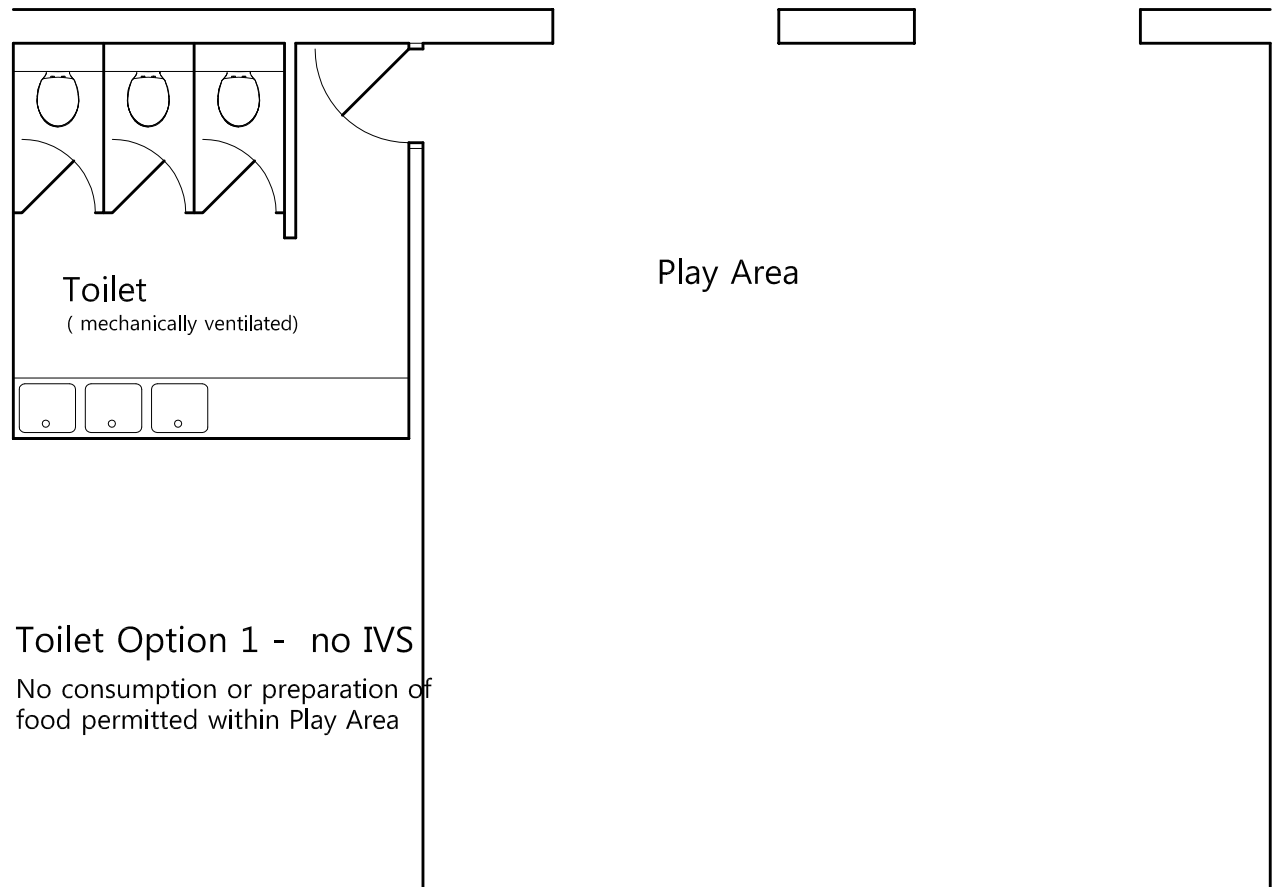 Play Area
Toilet
( mechanically ventilated)
Toilet Option 1 - no IVS
No consumption or preparation of
food permitted within Play Area